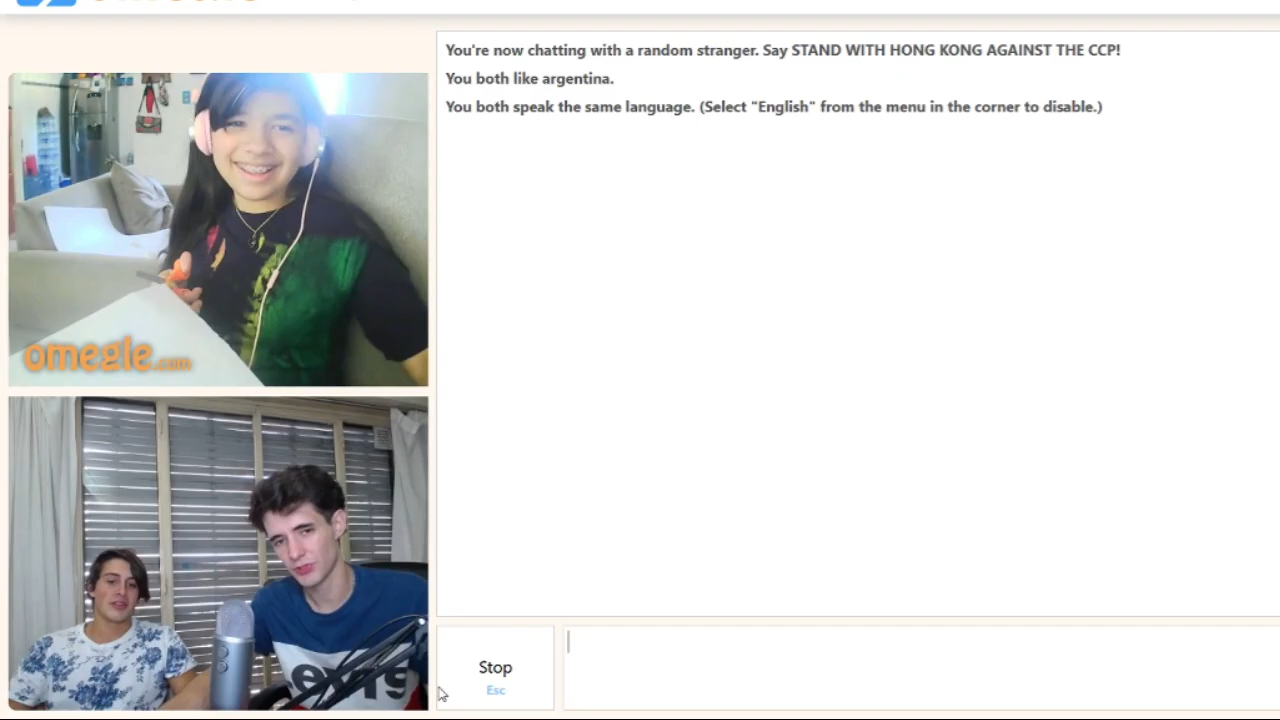 You're now chatting with a random stranger. Say STAND WITH HONG KONG AGAINST THE CCP!
You both like argentina.
You both speak the same language. (Select "English" from the menu in the corner to disable.)
omegle.com
Stop
Esc